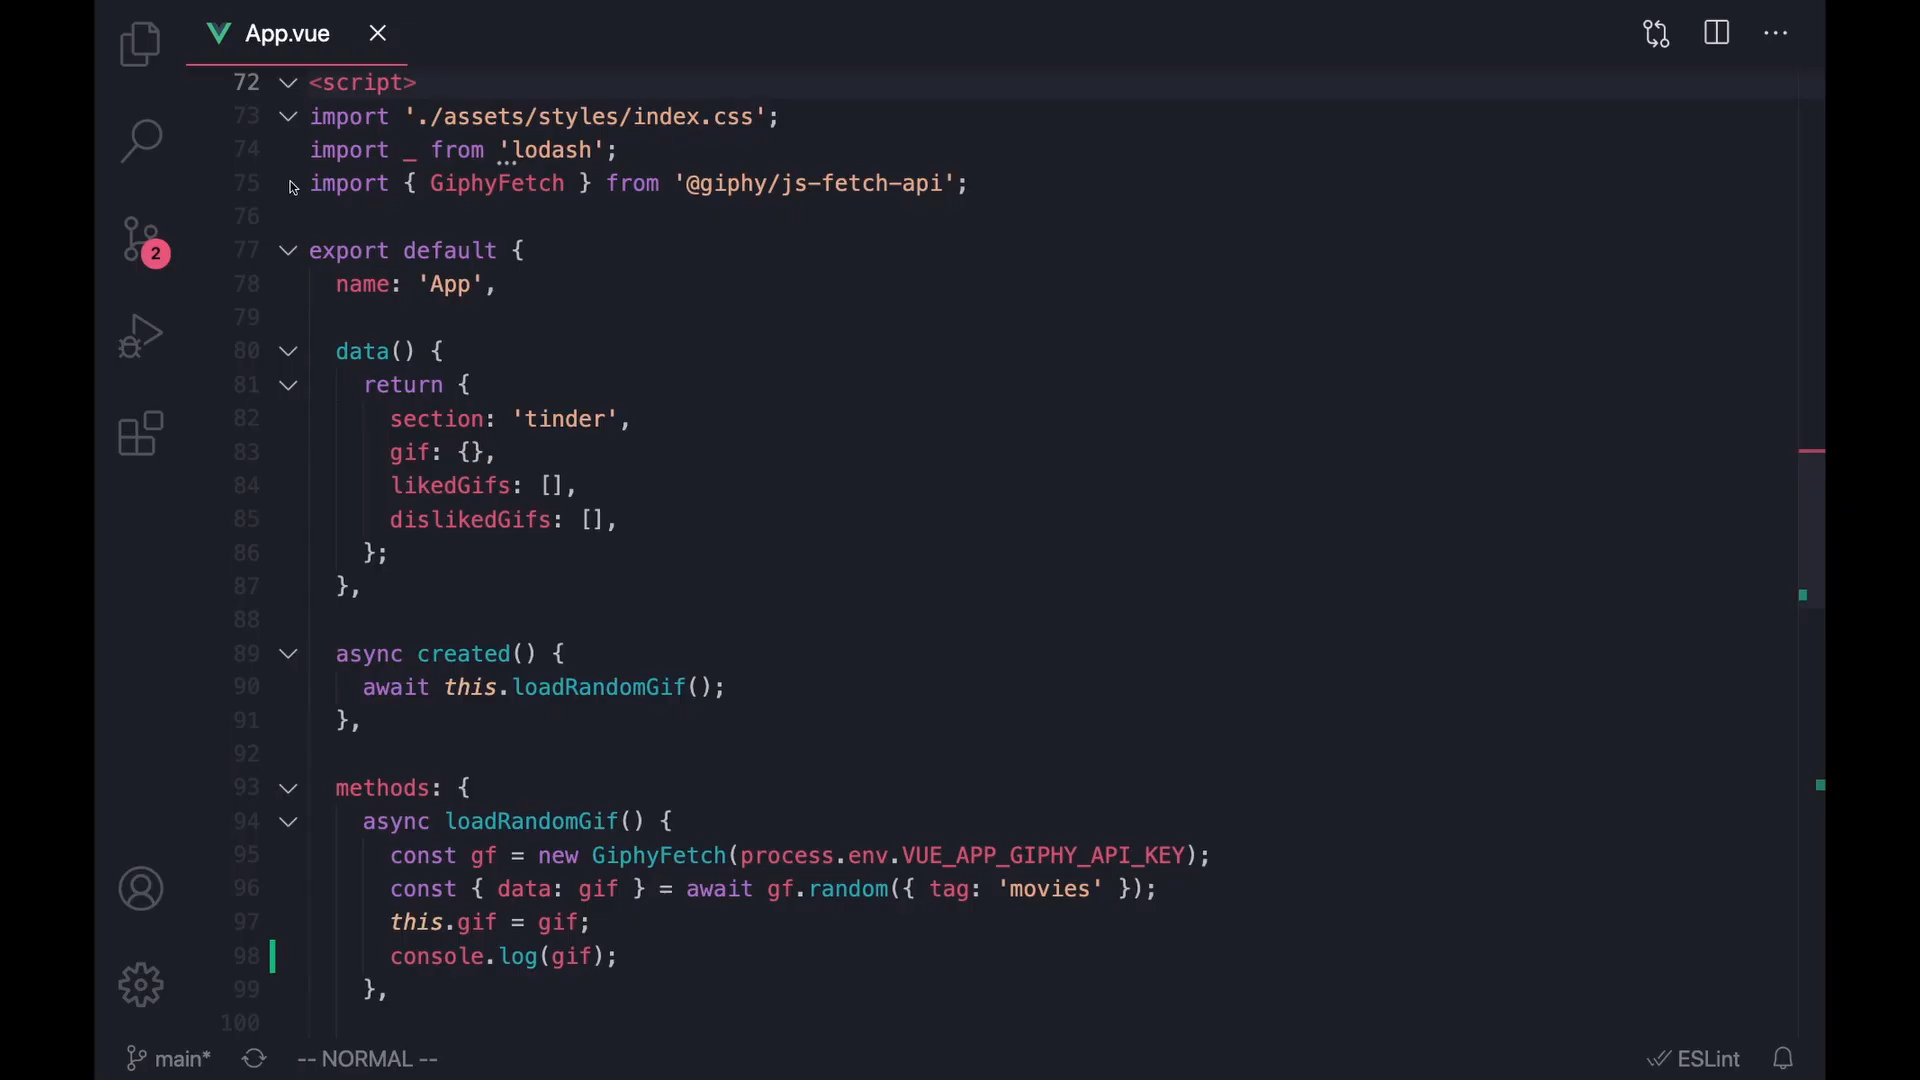 App.vue
72 <script>
73 import './assets/styles/index.css';
74 import _ from 'lodash';
75 import { GiphyFetch } from '@giphy/js-fetch-api';
76
77 export default {
78 name: 'App',
79
80 data() {
81 return {
82 section: 'tinder',
83 gif: {},
84 likedGifs: [],
85 dislikedGifs: [],
86 };
87 },
88
89 async created() {
90 await this.loadRandomGif();
91 },
92
93 methods: {
94 async loadRandomGif() {
95 const gf = new GiphyFetch(process.env.VUE_APP_GIPHY_API_KEY);
96 const { data: gif } = await gf.random({ tag: 'movies' });
97 this.gif = gif;
98 console.log(gif);
99 },
100
2
main* -- NORMAL -- ESLint